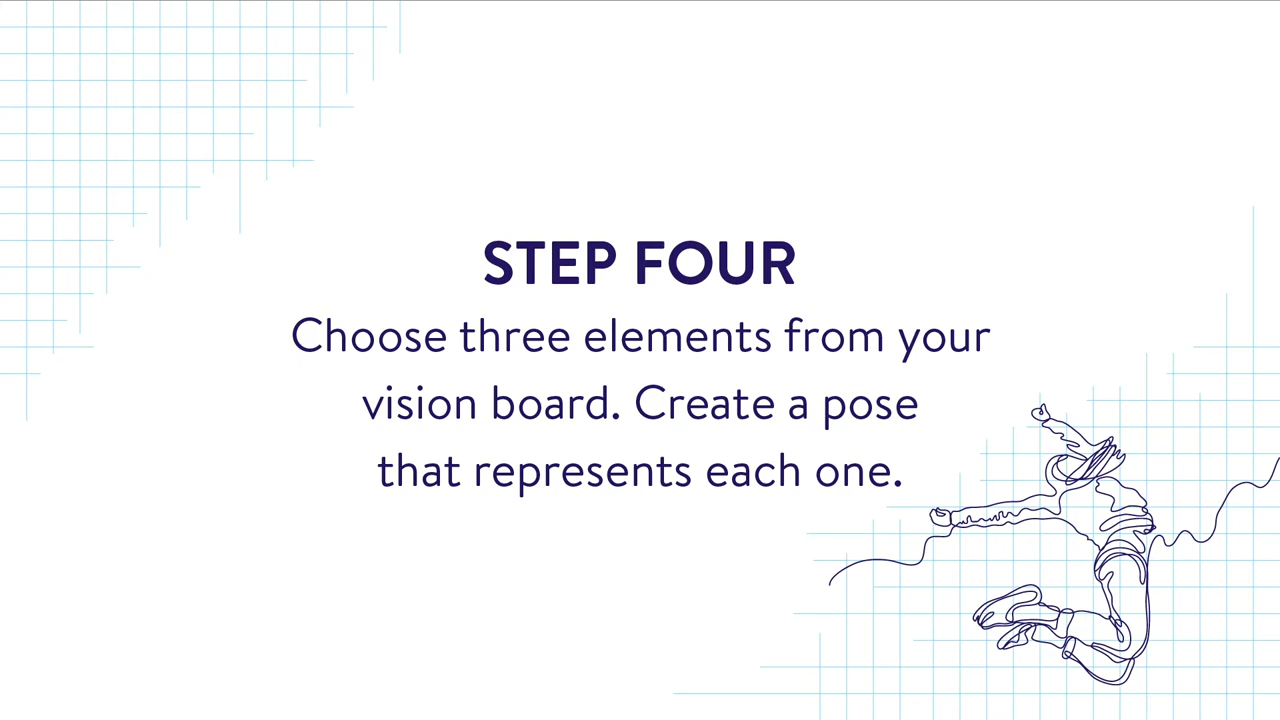 STEP FOUR
Choose three elements from your
vision board. Create a pose
that represents each one.